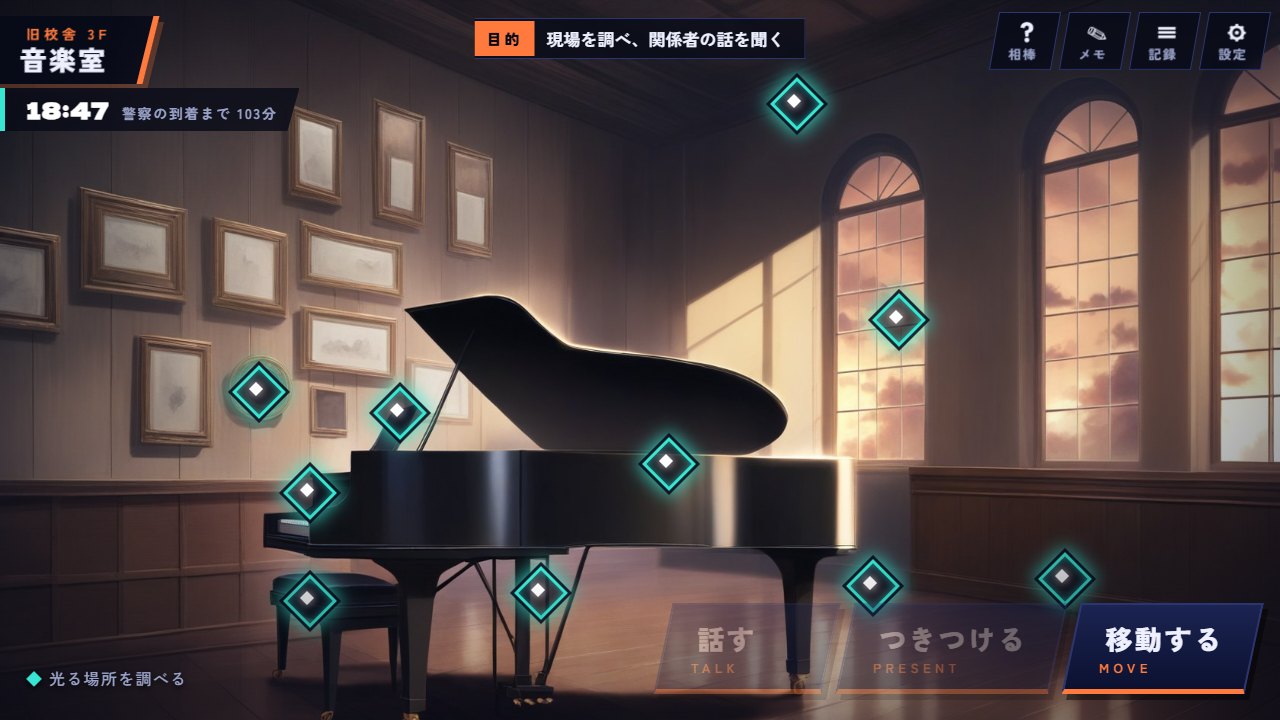 旧校舎 3F
音楽室
18:47 警察の到着まで 103分
目的 現場を調べ、関係者の話を聞く
? 相棒
メモ
記録
設定
光る場所を調べる
話す
TALK
つきつける
PRESENT
移動する
MOVE